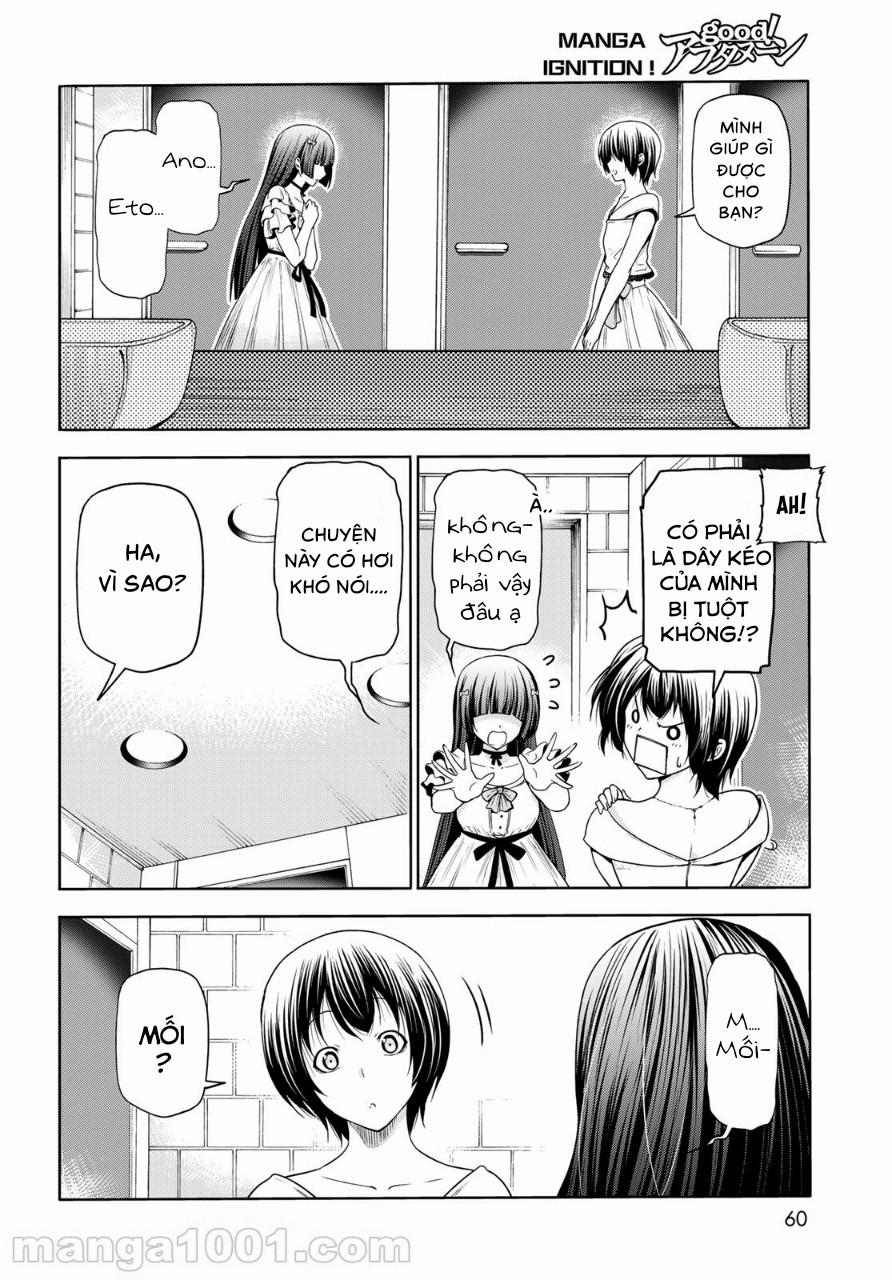 MANGA
IGNITION!
good!
アフタヌーン
MÌNH
GIÚP GÌ
ĐƯỢC
CHO
BẠN?
Ano...
Eto...
AH!
CÓ PHẢI
LÀ DÂY KÉO
CỦA MÌNH
BỊ TUỘT
KHÔNG!?
À..
không-
không
phải vậy
đâu ạ
CHUYỆN
NÀY CÓ HƠI
KHÓ NÓI....
HA,
VÌ SAO?
M....
Mối-
MỐI
?
60
manga1001.com